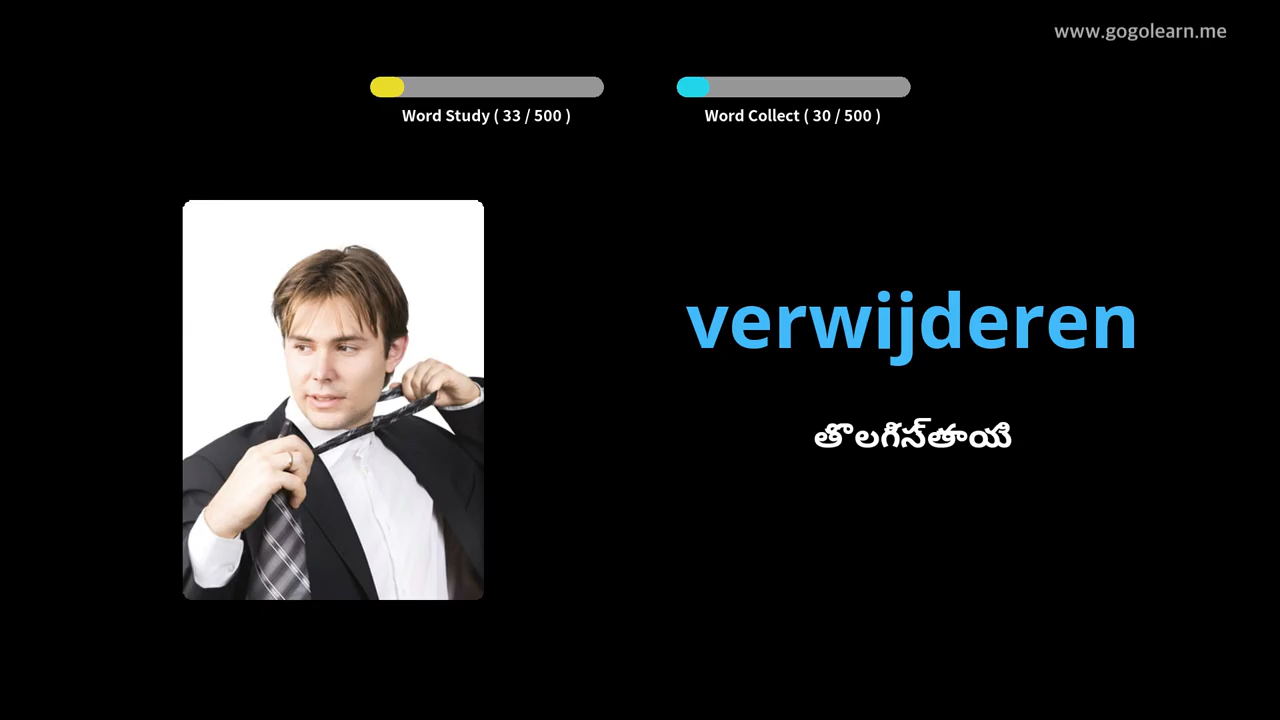 www.gogolearn.me
Word Study ( 33 / 500 )
Word Collect ( 30 / 500 )
verwijderen
తొలగిస్తాయి